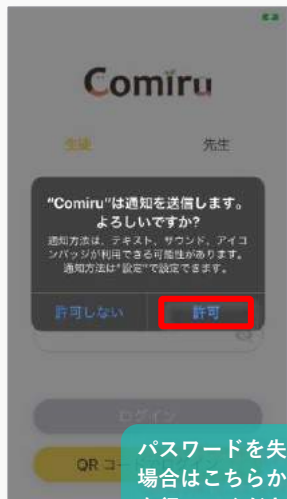 Comiru
生徒
先生
"Comiru"は通知を送信します。
よろしいですか?
通知方法は、テキスト、サウンド、アイコ
ンバッジが利用できる可能性があります。
通知方法は"設定"で設定できます。
許可しない
許可
ログイン
QRコー
パスワードを失
場合はこちらか